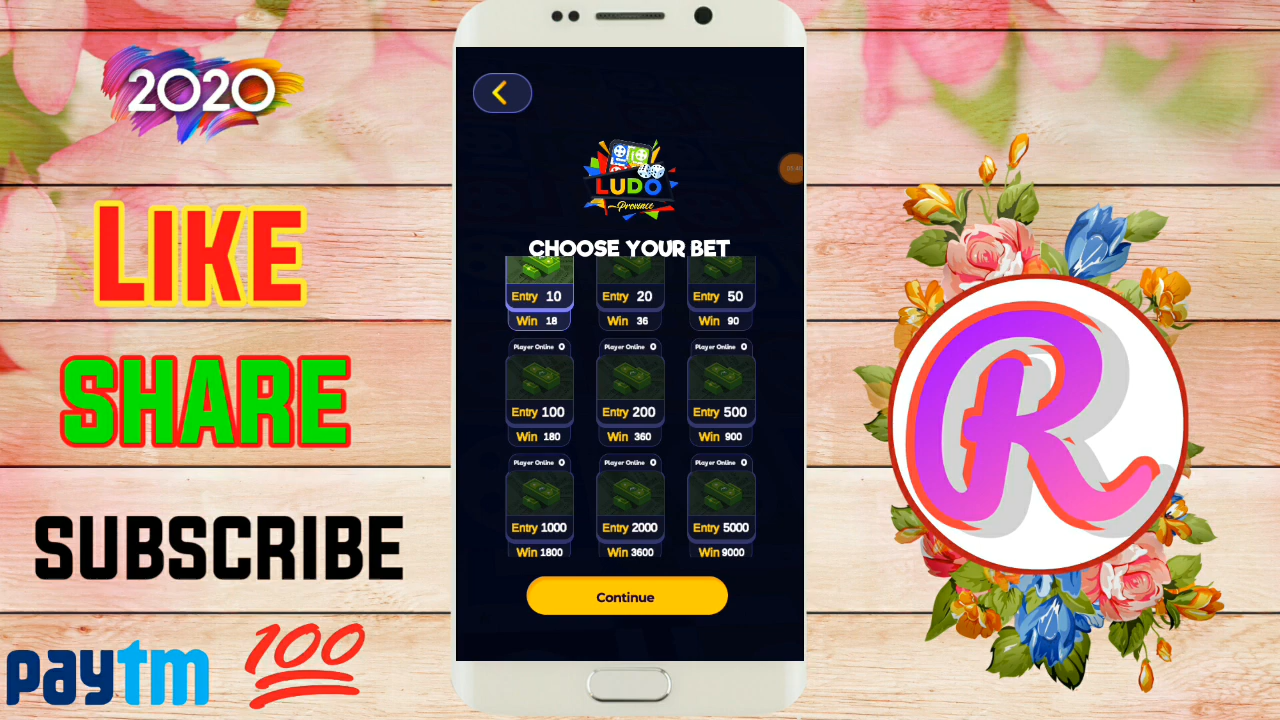 2020
LIKE
SHARE
SUBSCRIBE
paytm
100
LUDO
Province
CHOOSE YOUR BET
Entry 10
Entry 20
Entry 50
Win 18
Win 36
Win 90
Player Online 0
Player Online 0
Player Online 0
Entry 100
Entry 200
Entry 500
Win 180
Win 360
Win 900
Player Online 0
Player Online 0
Player Online 0
Entry 1000
Entry 2000
Entry 5000
Win 1800
Win 3600
Win 9000
Continue
R